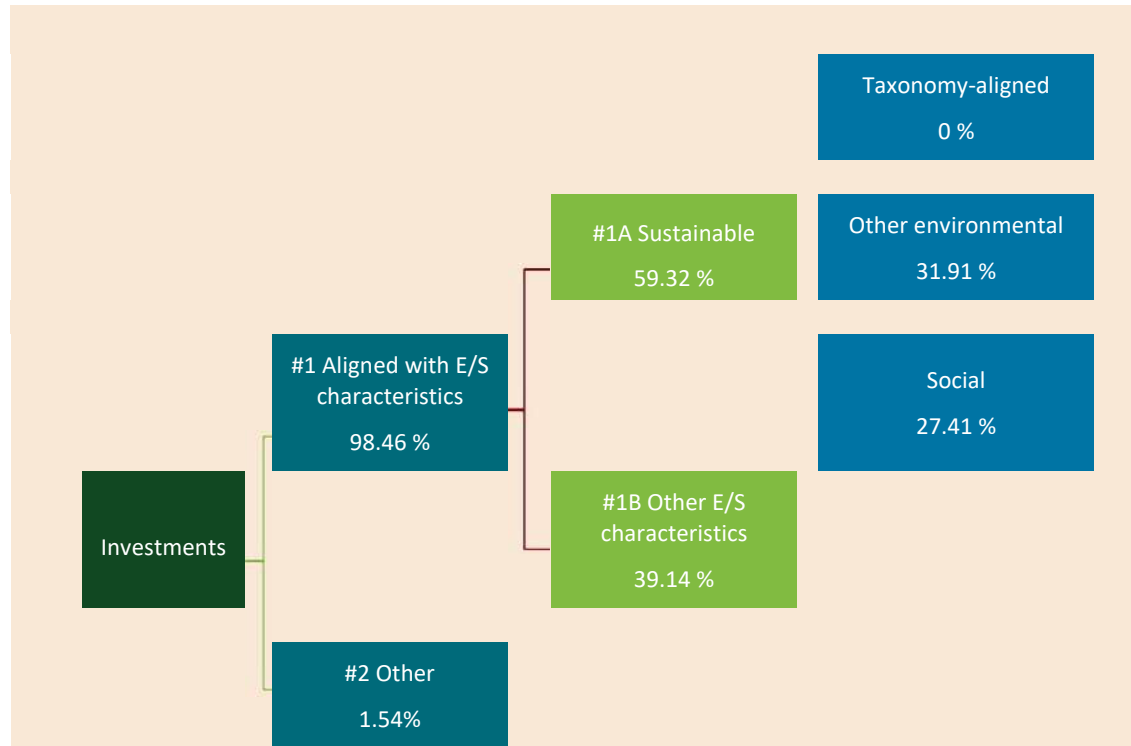 Investments
#1 Aligned with E/S
characteristics
98.46 %
#2 Other
1.54%
#1A Sustainable
59.32 %
#1B Other E/S
characteristics
39.14 %
Taxonomy-aligned
0 %
Other environmental
31.91 %
Social
27.41 %